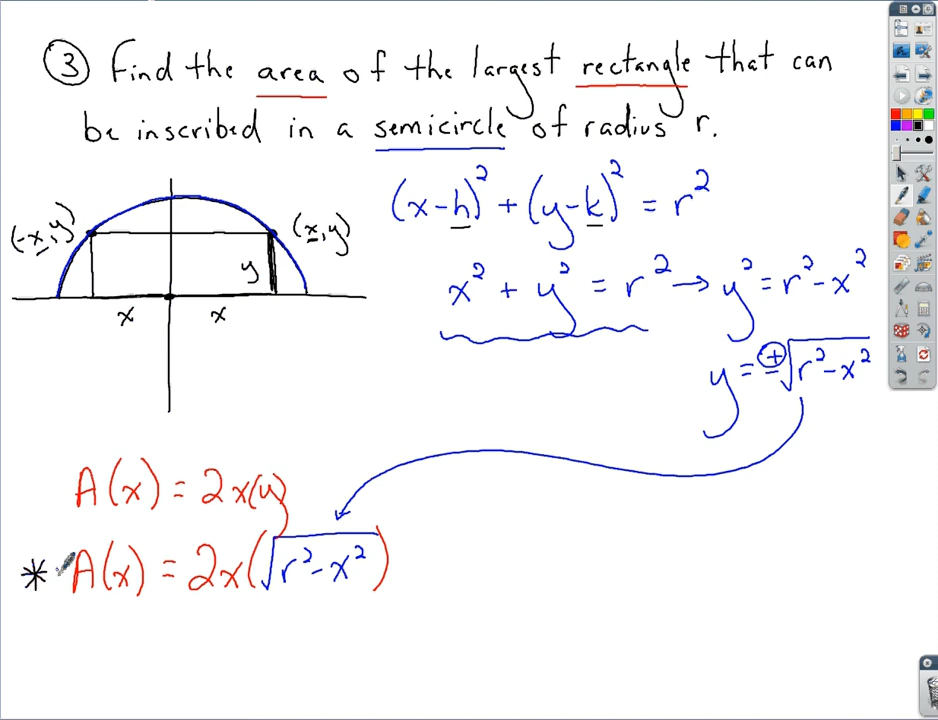 ③ Find the area of the largest rectangle that can
be inscribed in a semicircle of radius r.
(x-h)² + (y-k)² = r²
(-x,y) (x,y)
y
x x
x² + y² = r² → y² = r² - x²
y = ±√(r² - x²)
A(x) = 2x(y)
* A(x) = 2x(√(r² - x²))